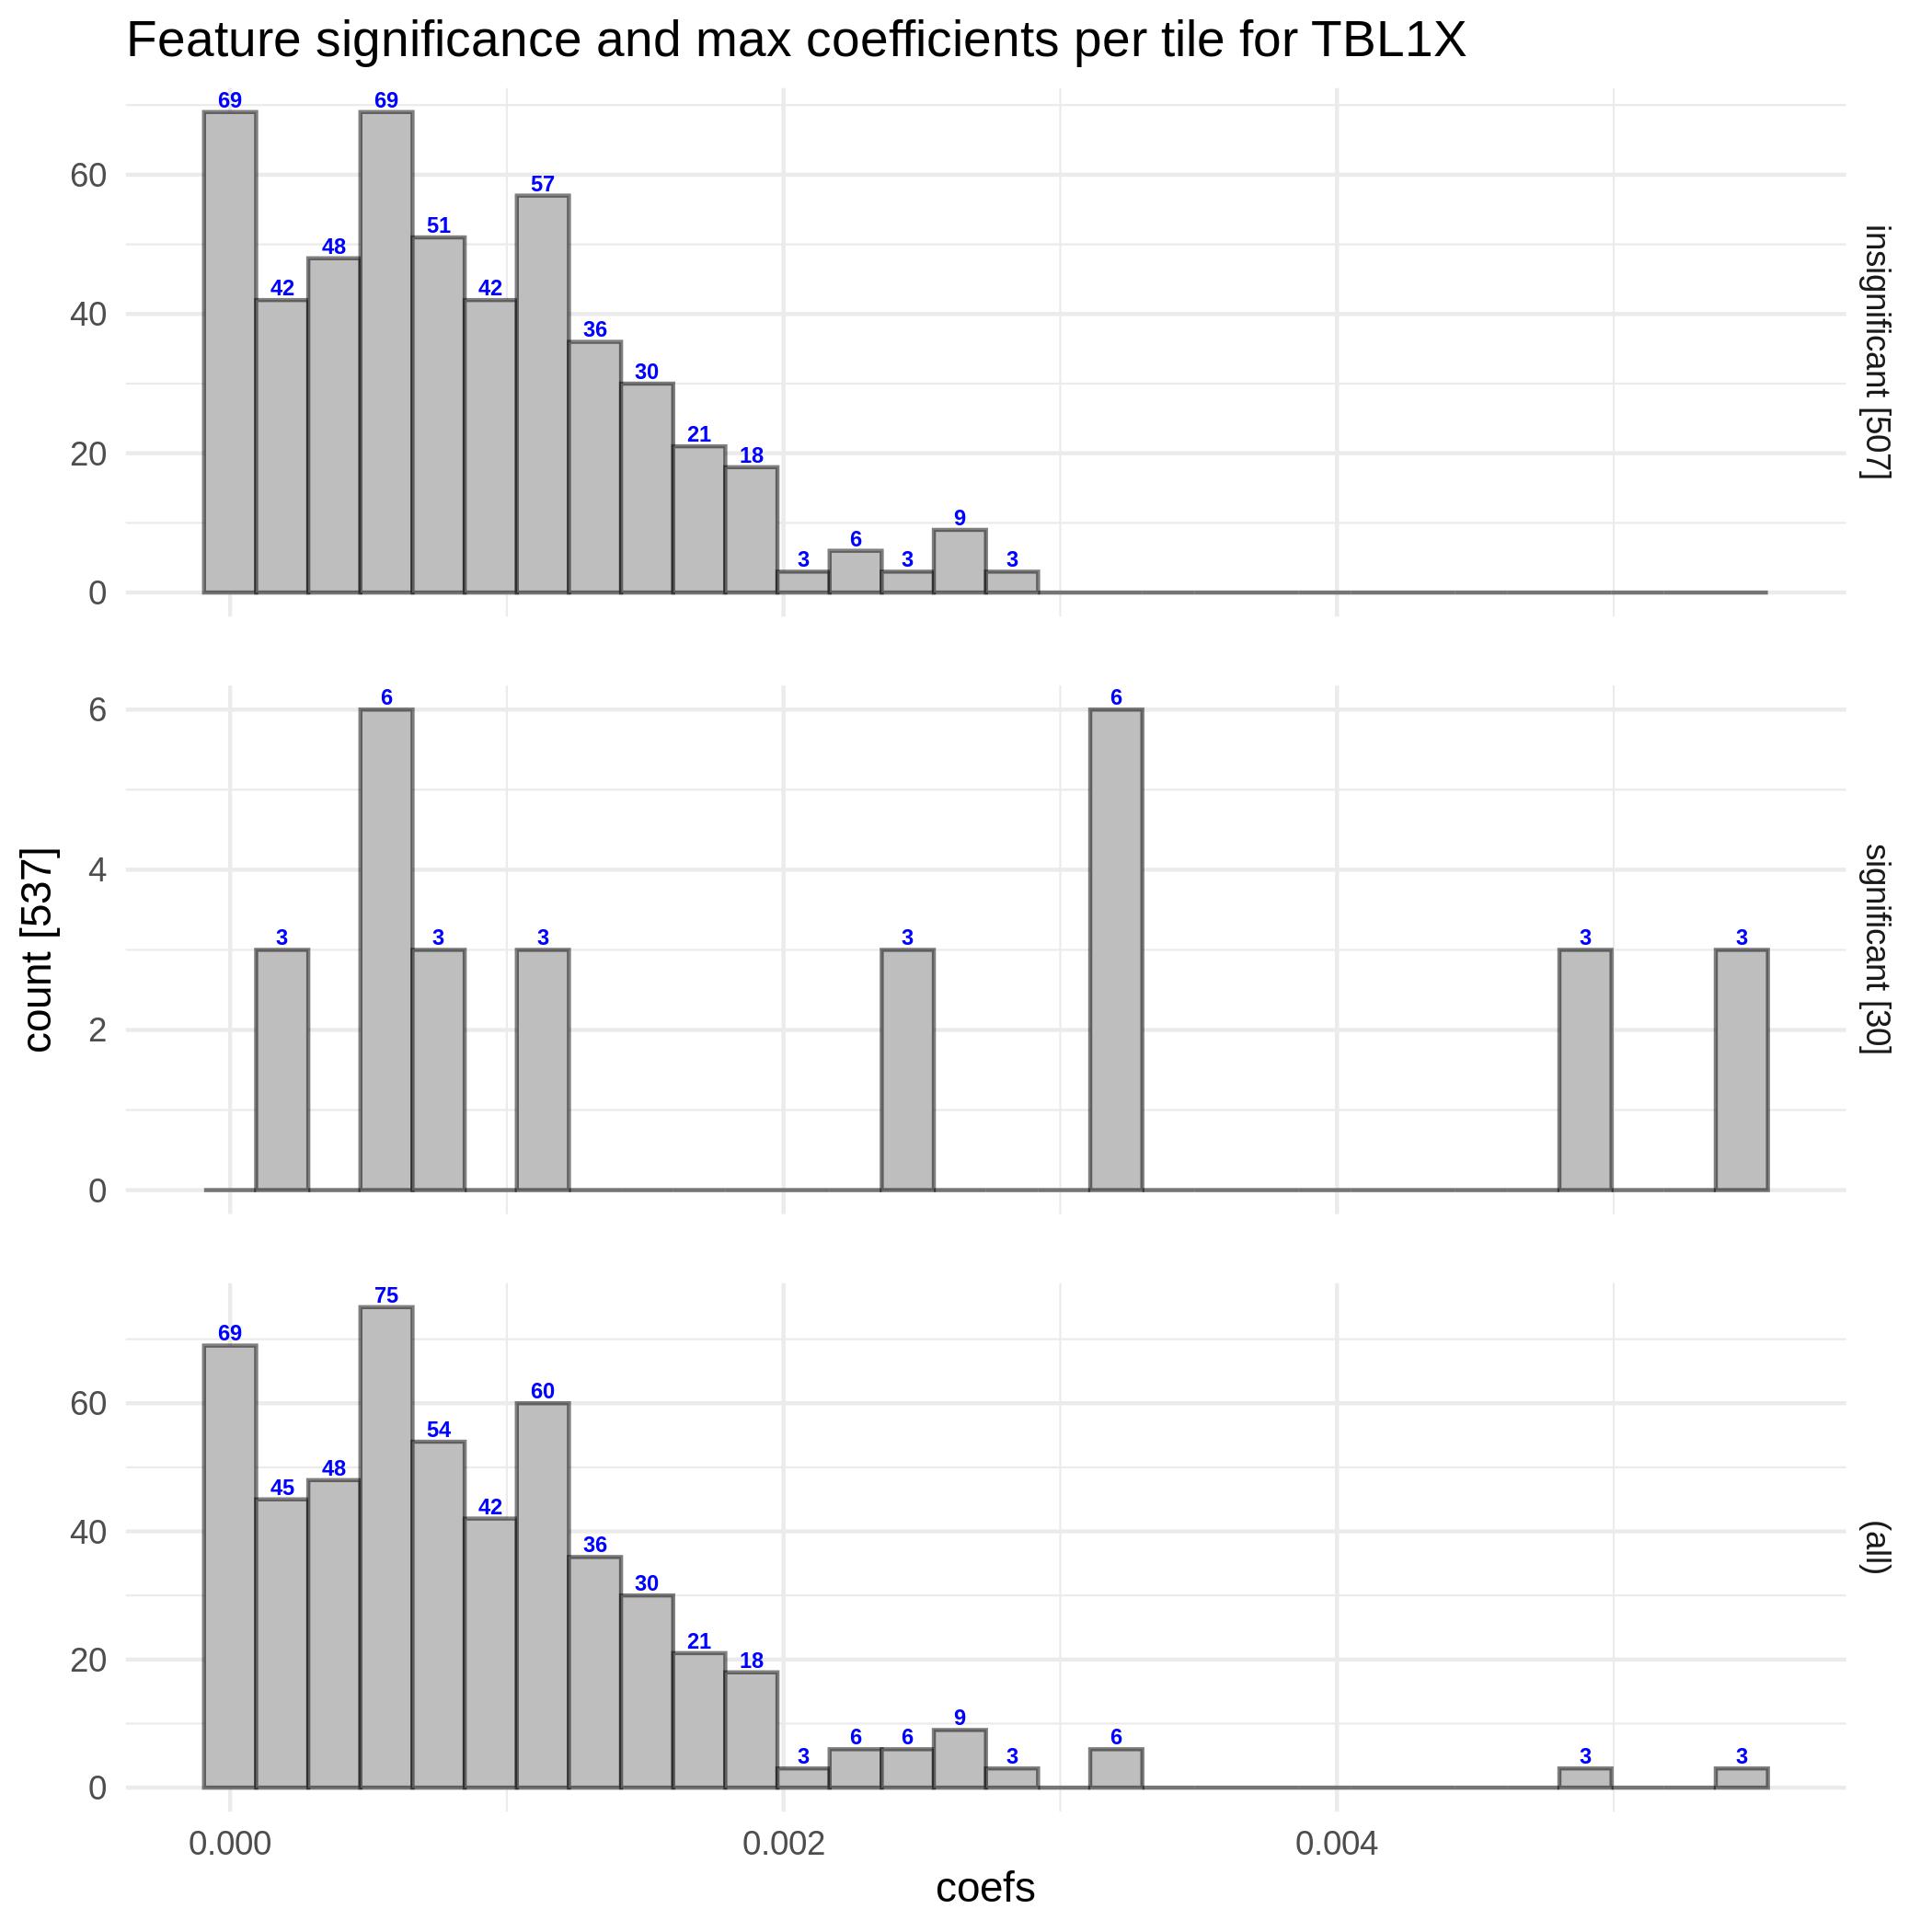 Feature significance and max coefficients per tile for TBL1X
69 42 48 69 51 42 57 36 30 21 18 3 6 3 9 3
60
40
20
0
insignificant [507]
3 6 3 3 3 6 3 3
6
4
2
0
significant [30]
count [537]
69 45 48 75 54 42 60 36 30 21 18 3 6 6 9 3 6 3 3
60
40
20
0
(all)
0.000 0.002 0.004
coefs